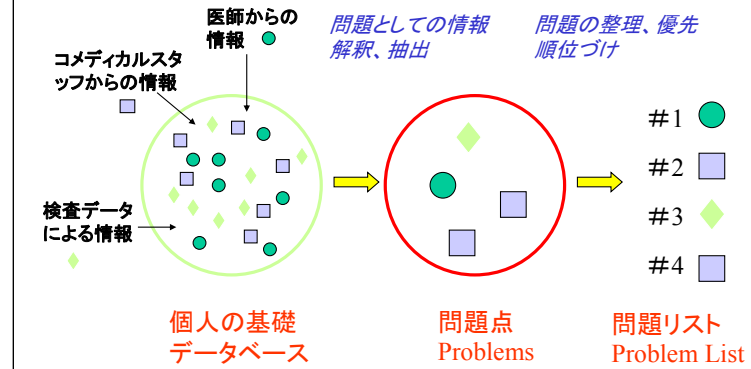 医師からの
情報
問題としての情報
解釈、抽出
問題の整理、優先
順位づけ
コメディカルスタ
ッフからの情報
検査データ
による情報
#1
#2
#3
#4
個人の基礎
データベース
問題点
Problems
問題リスト
Problem List